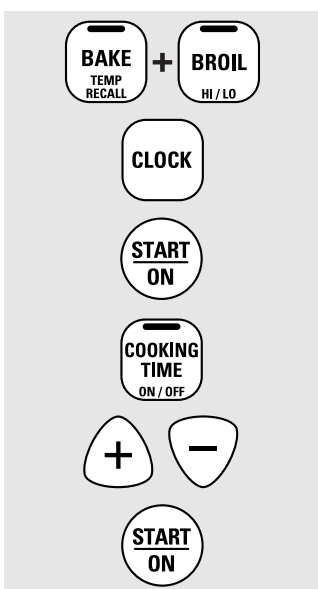 BAKE + BROIL
TEMP
RECALL
HI / LO
CLOCK
START
ON
COOKING
TIME
ON / OFF
+ −
START
ON